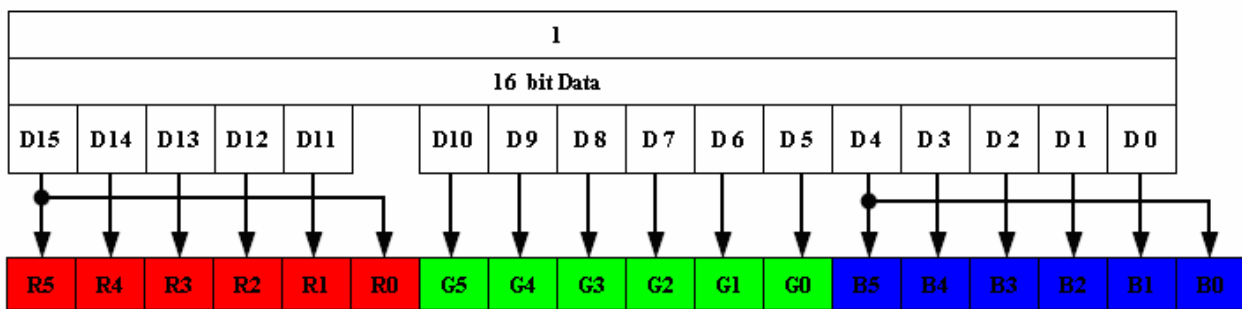 1
16 bit Data
D15 D14 D13 D12 D11 D10 D9 D8 D7 D6 D5 D4 D3 D2 D1 D0
R5 R4 R3 R2 R1 R0 G5 G4 G3 G2 G1 G0 B5 B4 B3 B2 B1 B0